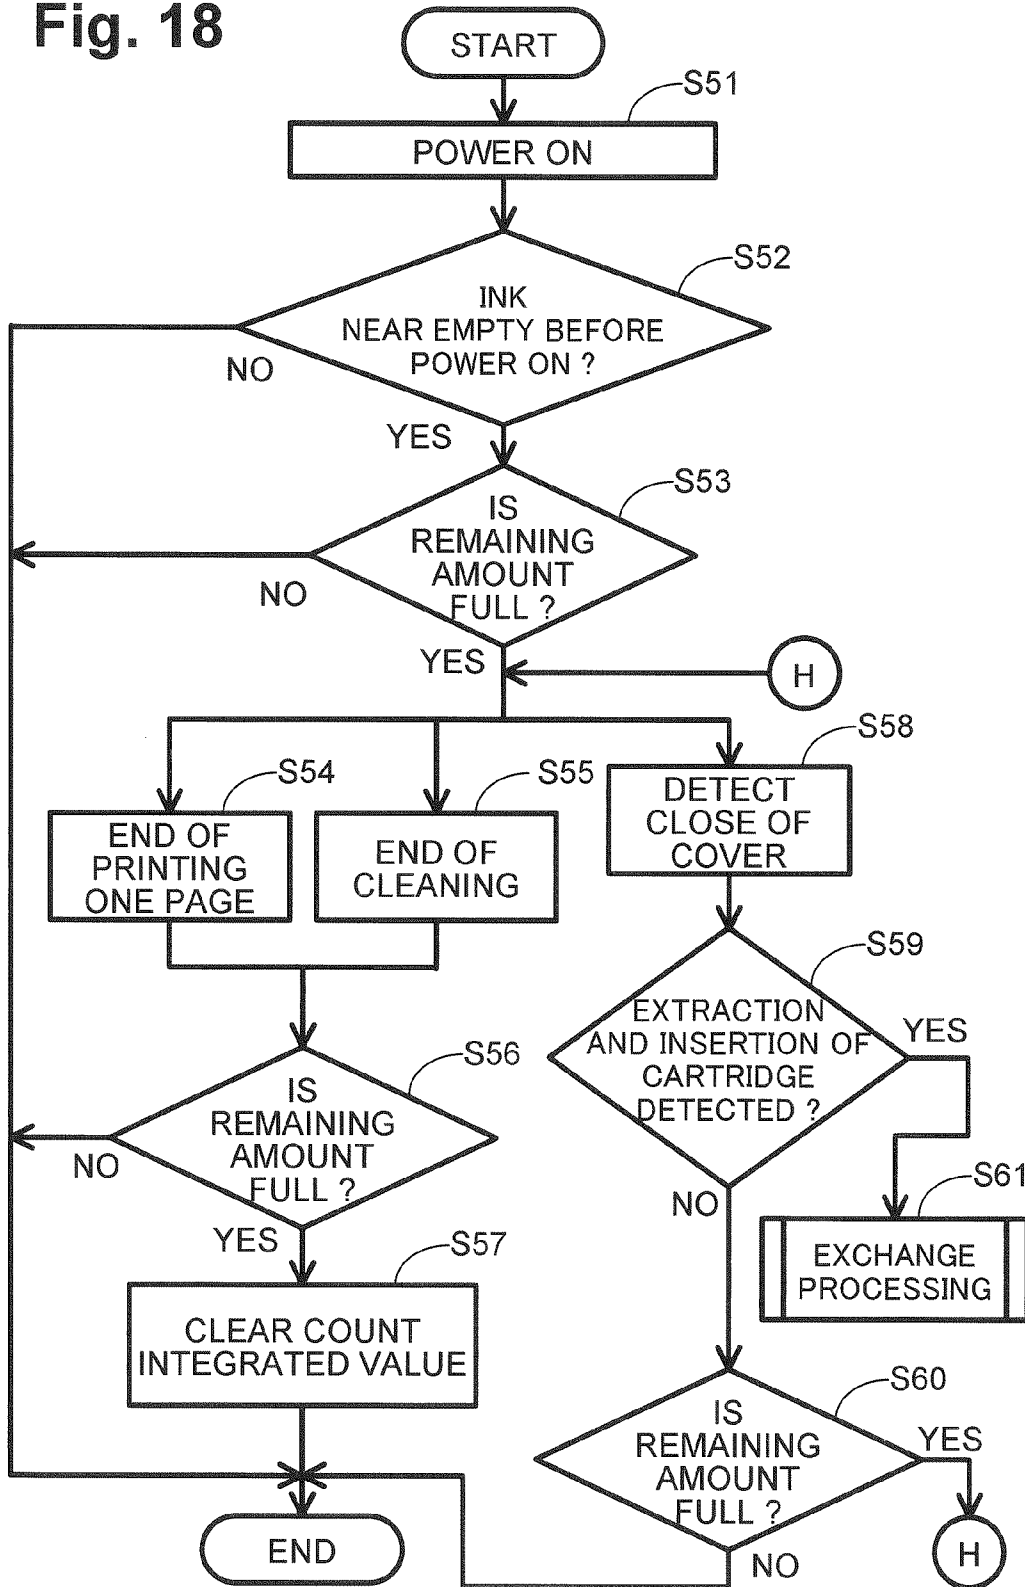 Fig. 18
START
S51
POWER ON
S52
INK
NEAR EMPTY BEFORE
POWER ON ?
NO
YES
S53
IS
REMAINING
AMOUNT
FULL ?
NO
YES
H
S54
END OF
PRINTING
ONE PAGE
S55
END OF
CLEANING
S58
DETECT
CLOSE OF
COVER
S59
EXTRACTION
AND INSERTION OF
CARTRIDGE
DETECTED ?
YES
NO
S56
IS
REMAINING
AMOUNT
FULL ?
NO
YES
S61
EXCHANGE
PROCESSING
S57
CLEAR COUNT
INTEGRATED VALUE
S60
IS
REMAINING
AMOUNT
FULL ?
YES
NO
H
END